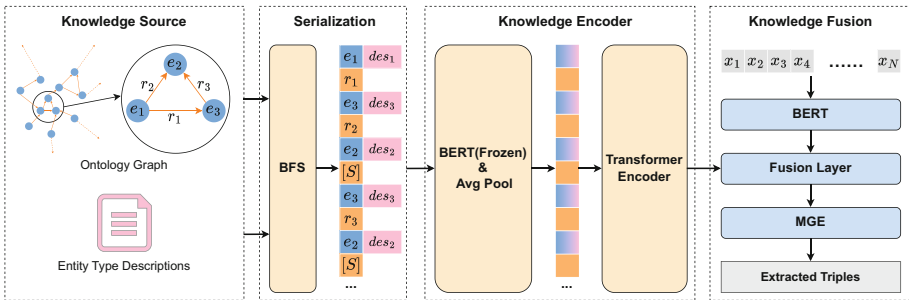 Knowledge Source
e2
r2
r3
e1
e3
r1
Ontology Graph
Entity Type Descriptions
Serialization
BFS
e1 des1
r1
e3 des3
r2
e2 des2
[S]
e3 des3
r3
e2 des2
[S]
...
Knowledge Encoder
BERT(Frozen)
&
Avg Pool
...
Transformer
Encoder
Knowledge Fusion
x1 x2 x3 x4 ...... xN
BERT
Fusion Layer
MGE
Extracted Triples